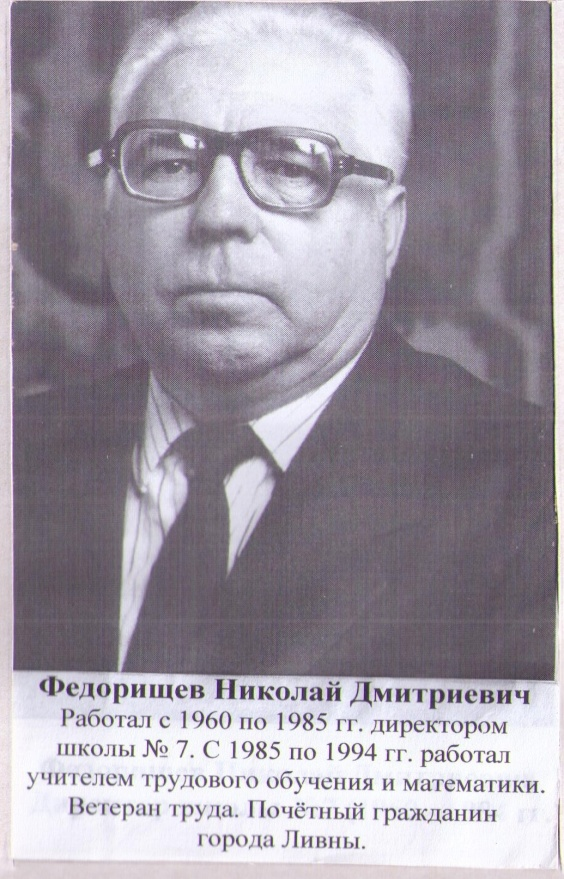 Федорищев Николай Дмитриевич
Работал с 1960 по 1985 гг. директором
школы № 7. С 1985 по 1994 гг. работал
учителем трудового обучения и математики.
Ветеран труда. Почётный гражданин
города Ливны.